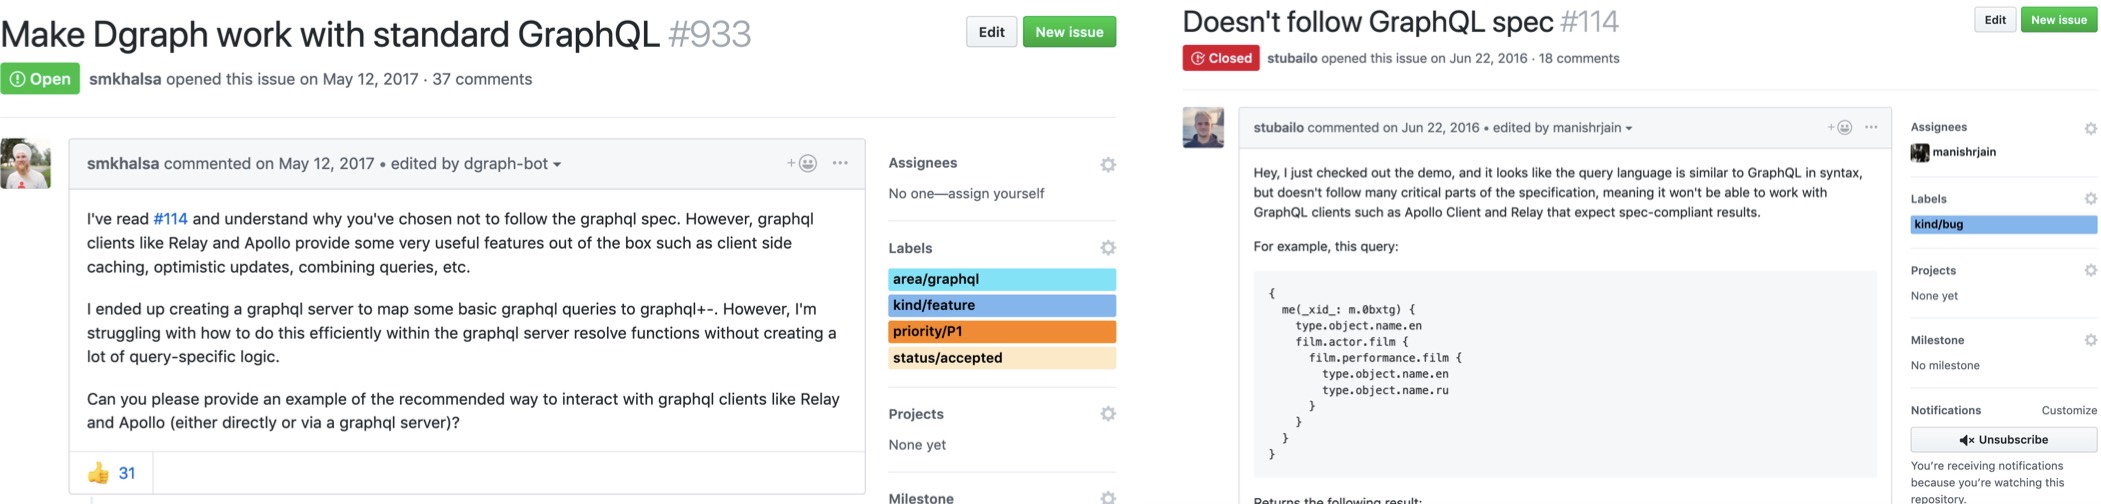 Make Dgraph work with standard GraphQL #933
Edit
New issue
Open
smkhalsa opened this issue on May 12, 2017 · 37 comments
smkhalsa commented on May 12, 2017 • edited by dgraph-bot
I've read #114 and understand why you've chosen not to follow the graphql spec. However, graphql
clients like Relay and Apollo provide some very useful features out of the box such as client side
caching, optimistic updates, combining queries, etc.
I ended up creating a graphql server to map some basic graphql queries to graphql+-. However, I'm
struggling with how to do this efficiently within the graphql server resolve functions without creating a
lot of query-specific logic.
Can you please provide an example of the recommended way to interact with graphql clients like Relay
and Apollo (either directly or via a graphql server)?
31
Assignees
No one—assign yourself
Labels
area/graphql
kind/feature
priority/P1
status/accepted
Projects
None yet
Milestone
Doesn't follow GraphQL spec #114
Edit
New issue
Closed
stubailo opened this issue on Jun 22, 2016 · 18 comments
stubailo commented on Jun 22, 2016 • edited by manishrjain
Hey, I just checked out the demo, and it looks like the query language is similar to GraphQL in syntax,
but doesn't follow many critical parts of the specification, meaning it won't be able to work with
GraphQL clients such as Apollo Client and Relay that expect spec-compliant results.
For example, this query:
{
me(_xid_: m.0bxtg) {
type.object.name.en
film.actor.film {
film.performance.film {
type.object.name.en
type.object.name.ru
}
}
}
}
Returns the following result:
Assignees
manishrjain
Labels
kind/bug
Projects
None yet
Milestone
No milestone
Notifications
Customize
Unsubscribe
You're receiving notifications
because you're watching this
repository.